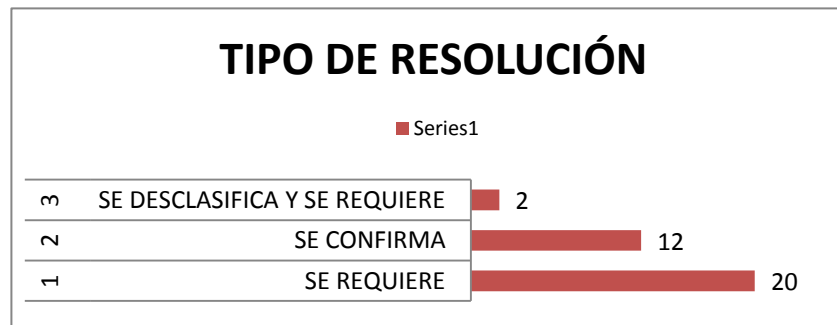 TIPO DE RESOLUCIÓN
Series1
3 SE DESCLASIFICA Y SE REQUIERE 2
2 SE CONFIRMA 12
1 SE REQUIERE 20